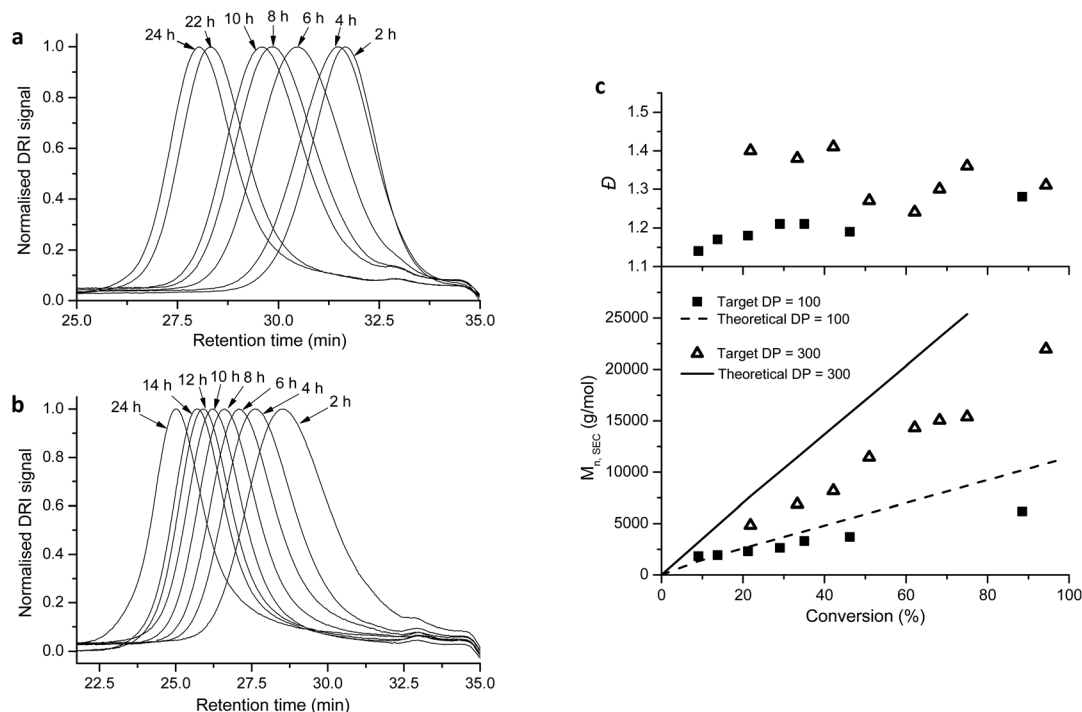 a
24 h
22 h
10 h
8 h
6 h
4 h
2 h
Normalised DRI signal
1.0
0.8
0.6
0.4
0.2
0.0
25.0 27.5 30.0 32.5 35.0
Retention time (min)
b
24 h
14 h
12 h
10 h
8 h
6 h
4 h
2 h
Normalised DRI signal
1.0
0.8
0.6
0.4
0.2
0.0
22.5 25.0 27.5 30.0 32.5 35.0
Retention time (min)
c
Đ
1.5
1.4
1.3
1.2
1.1
Target DP = 100
Theoretical DP = 100
Target DP = 300
Theoretical DP = 300
Mn, SEC (g/mol)
25000
20000
15000
10000
5000
0
0 20 40 60 80 100
Conversion (%)